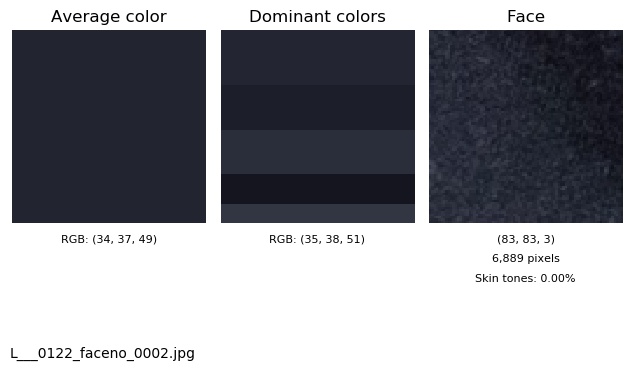 Average color
Dominant colors
Face
RGB: (34, 37, 49)
RGB: (35, 38, 51)
(83, 83, 3)
6,889 pixels
Skin tones: 0.00%
L___0122_faceno_0002.jpg